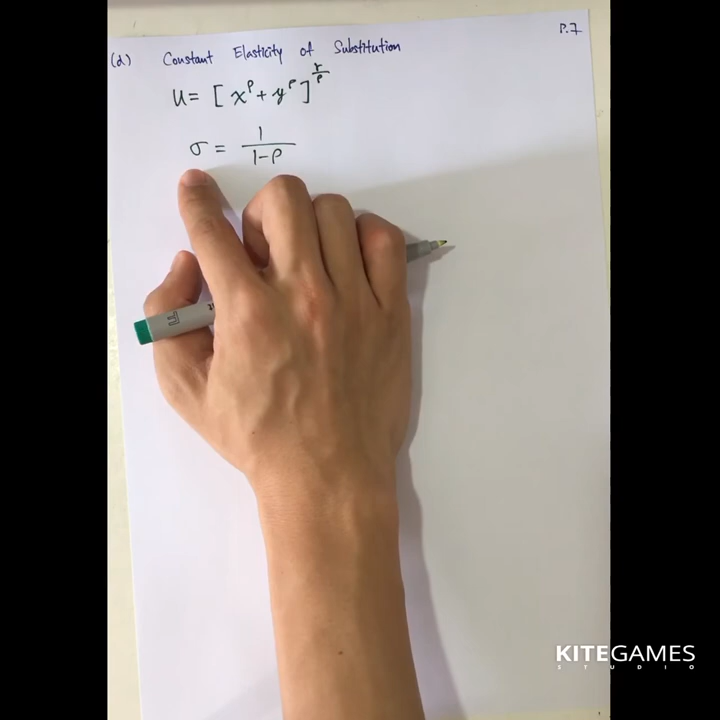 P.7
(d) Constant Elasticity of Substitution
U = [x^ρ + y^ρ]^(r/ρ)
σ = 1/(1-ρ)
F
KITEGAMES
STUDIO